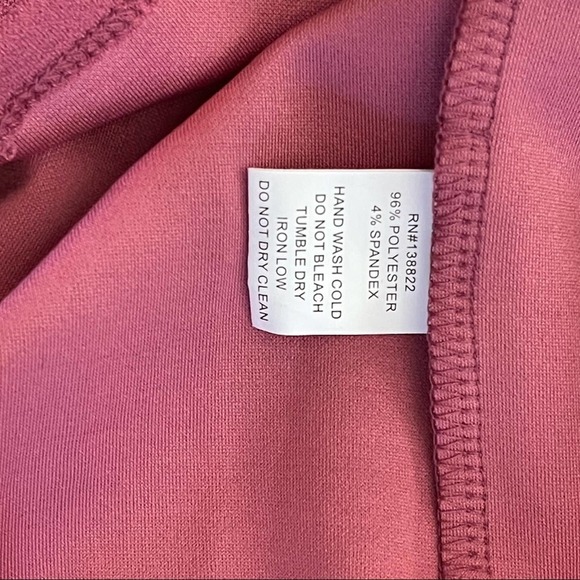 RN#138822
96% POLYESTER
4% SPANDEX
HAND WASH COLD
DO NOT BLEACH
TUMBLE DRY
IRON LOW
DO NOT DRY CLEAN